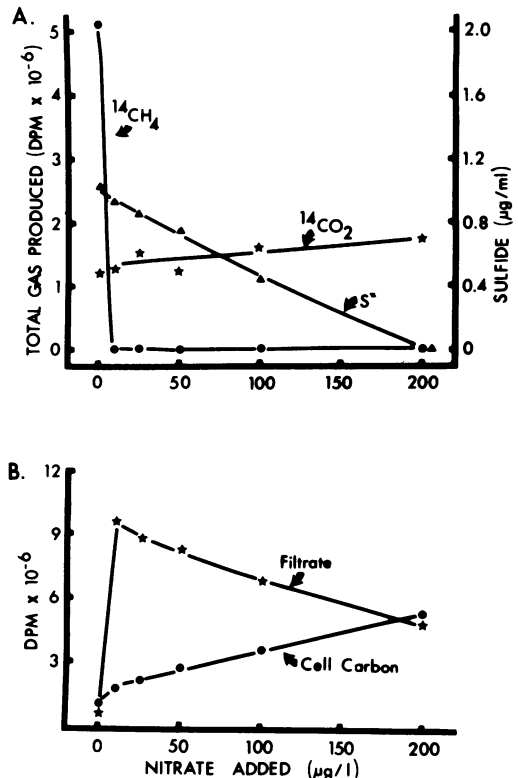 A.
TOTAL GAS PRODUCED (DPM x 10⁻⁶)
5
4
3
2
1
0
2.0
1.6
1.2
0.8
0.4
0
SULFIDE (µg/ml)
¹⁴CH₄
¹⁴CO₂
S⁼
0 50 100 150 200
B.
DPM x 10⁻⁶
12
9
6
3
Filtrate
Cell Carbon
0 50 100 150 200
NITRATE ADDED (µg/l)